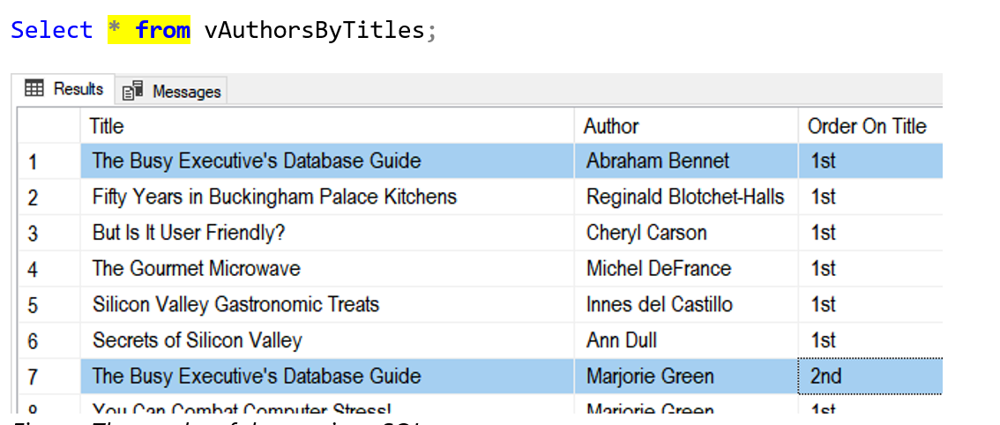 Select * from vAuthorsByTitles;
Results Messages
Title Author Order On Title
1 The Busy Executive's Database Guide Abraham Bennet 1st
2 Fifty Years in Buckingham Palace Kitchens Reginald Blotchet-Halls 1st
3 But Is It User Friendly? Cheryl Carson 1st
4 The Gourmet Microwave Michel DeFrance 1st
5 Silicon Valley Gastronomic Treats Innes del Castillo 1st
6 Secrets of Silicon Valley Ann Dull 1st
7 The Busy Executive's Database Guide Marjorie Green 2nd
8 You Can Combat Computer Stress! Marjorie Green 1st